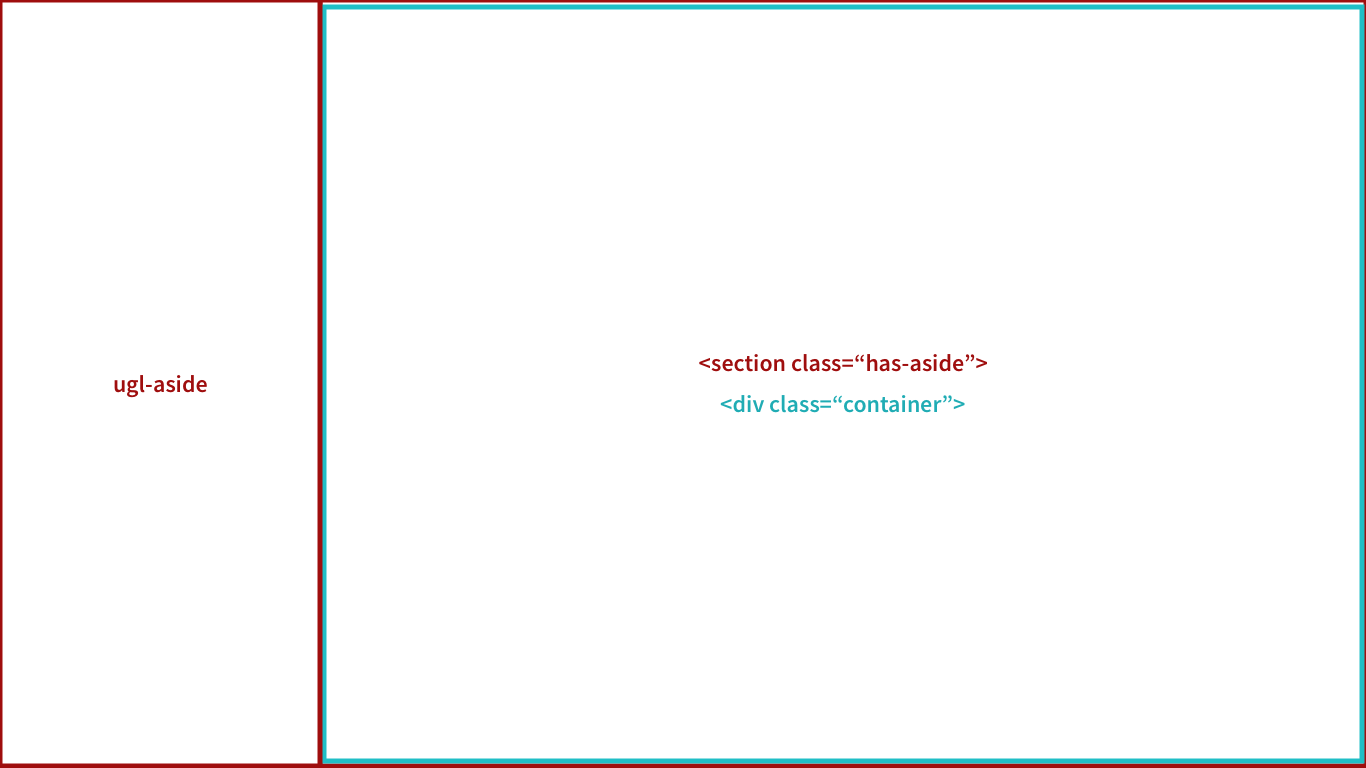 ugl-aside
<section class=“has-aside”>
<div class=“container”>